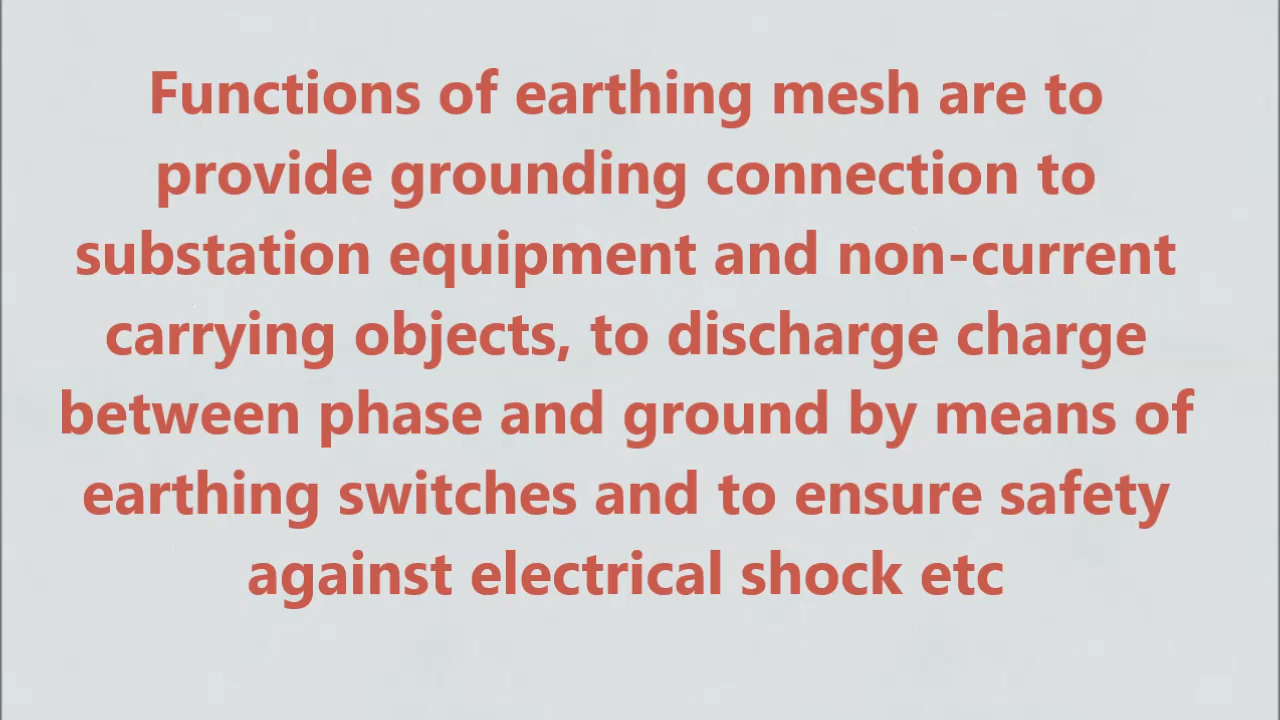 Functions of earthing mesh are to
provide grounding connection to
substation equipment and non-current
carrying objects, to discharge charge
between phase and ground by means of
earthing switches and to ensure safety
against electrical shock etc